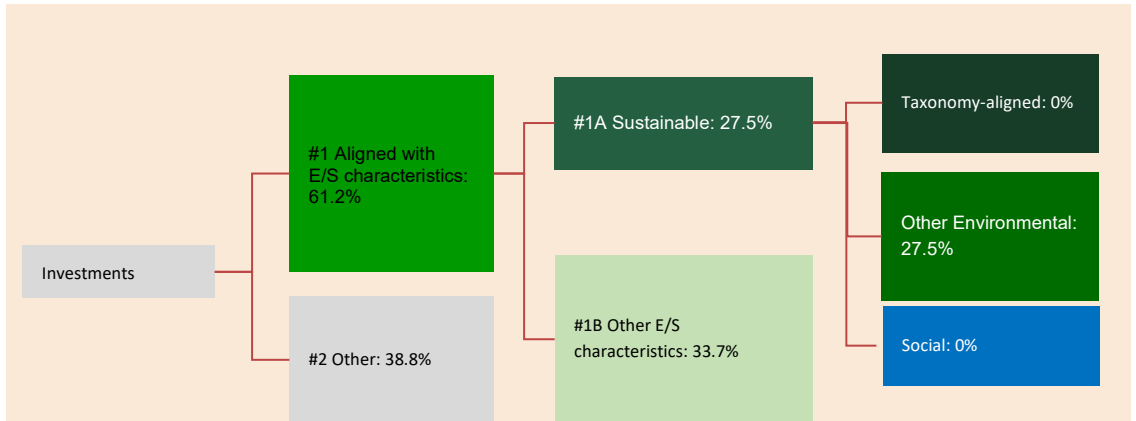 Investments
#1 Aligned with
E/S characteristics:
61.2%
#2 Other: 38.8%
#1A Sustainable: 27.5%
#1B Other E/S
characteristics: 33.7%
Taxonomy-aligned: 0%
Other Environmental:
27.5%
Social: 0%